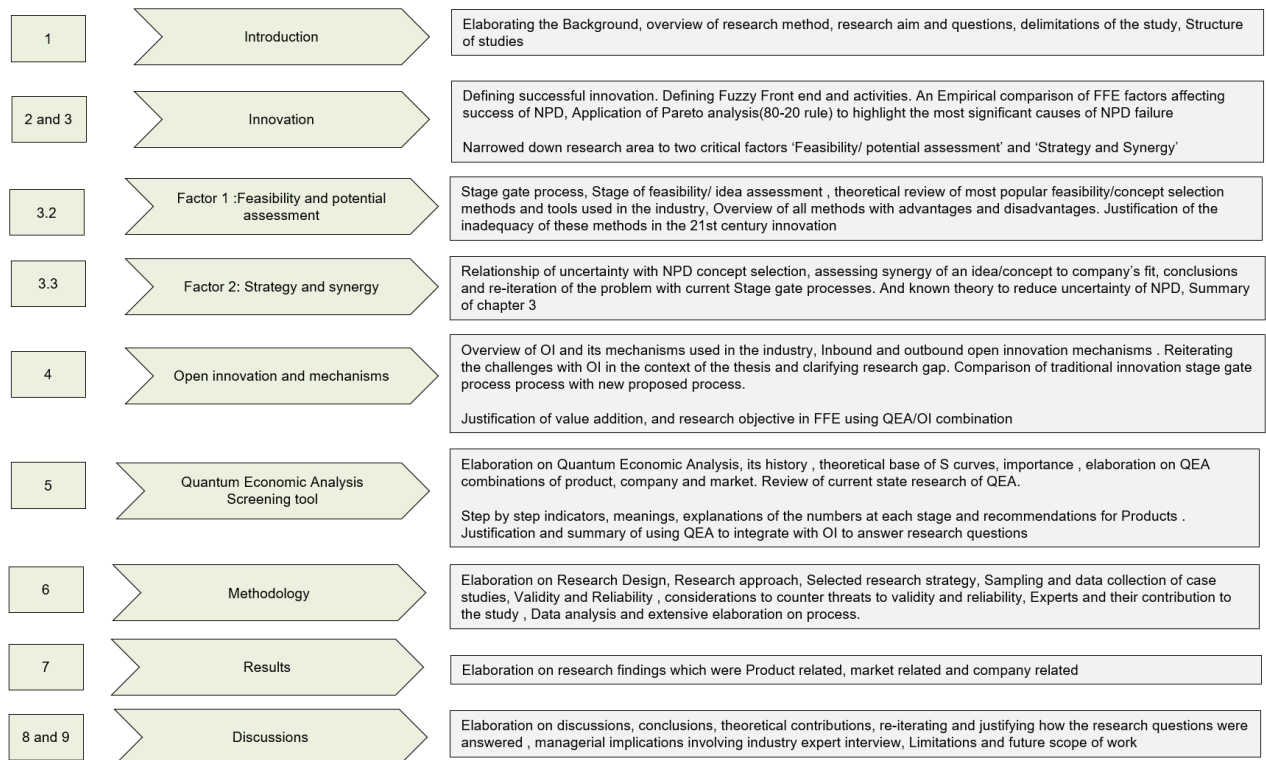 1
Introduction
Elaborating the Background, overview of research method, research aim and questions, delimitations of the study, Structure
of studies
2 and 3
Innovation
Defining successful innovation. Defining Fuzzy Front end and activities. An Empirical comparison of FFE factors affecting
success of NPD, Application of Pareto analysis(80-20 rule) to highlight the most significant causes of NPD failure
Narrowed down research area to two critical factors ‘Feasibility/ potential assessment’ and ‘Strategy and Synergy’
3.2
Factor 1 :Feasibility and potential
assessment
Stage gate process, Stage of feasibility/ idea assessment , theoretical review of most popular feasibility/concept selection
methods and tools used in the industry, Overview of all methods with advantages and disadvantages. Justification of the
inadequacy of these methods in the 21st century innovation
3.3
Factor 2: Strategy and synergy
Relationship of uncertainty with NPD concept selection, assessing synergy of an idea/concept to company’s fit, conclusions
and re-iteration of the problem with current Stage gate processes. And known theory to reduce uncertainty of NPD, Summary
of chapter 3
4
Open innovation and mechanisms
Overview of OI and its mechanisms used in the industry, Inbound and outbound open innovation mechanisms . Reiterating
the challenges with OI in the context of the thesis and clarifying research gap. Comparison of traditional innovation stage gate
process process with new proposed process.
Justification of value addition, and research objective in FFE using QEA/OI combination
5
Quantum Economic Analysis
Screening tool
Elaboration on Quantum Economic Analysis, its history , theoretical base of S curves, importance , elaboration on QEA
combinations of product, company and market. Review of current state research of QEA.
Step by step indicators, meanings, explanations of the numbers at each stage and recommendations for Products .
Justification and summary of using QEA to integrate with OI to answer research questions
6
Methodology
Elaboration on Research Design, Research approach, Selected research strategy, Sampling and data collection of case
studies, Validity and Reliability , considerations to counter threats to validity and reliability, Experts and their contribution to
the study , Data analysis and extensive elaboration on process.
7
Results
Elaboration on research findings which were Product related, market related and company related
8 and 9
Discussions
Elaboration on discussions, conclusions, theoretical contributions, re-iterating and justifying how the research questions were
answered , managerial implications involving industry expert interview, Limitations and future scope of work